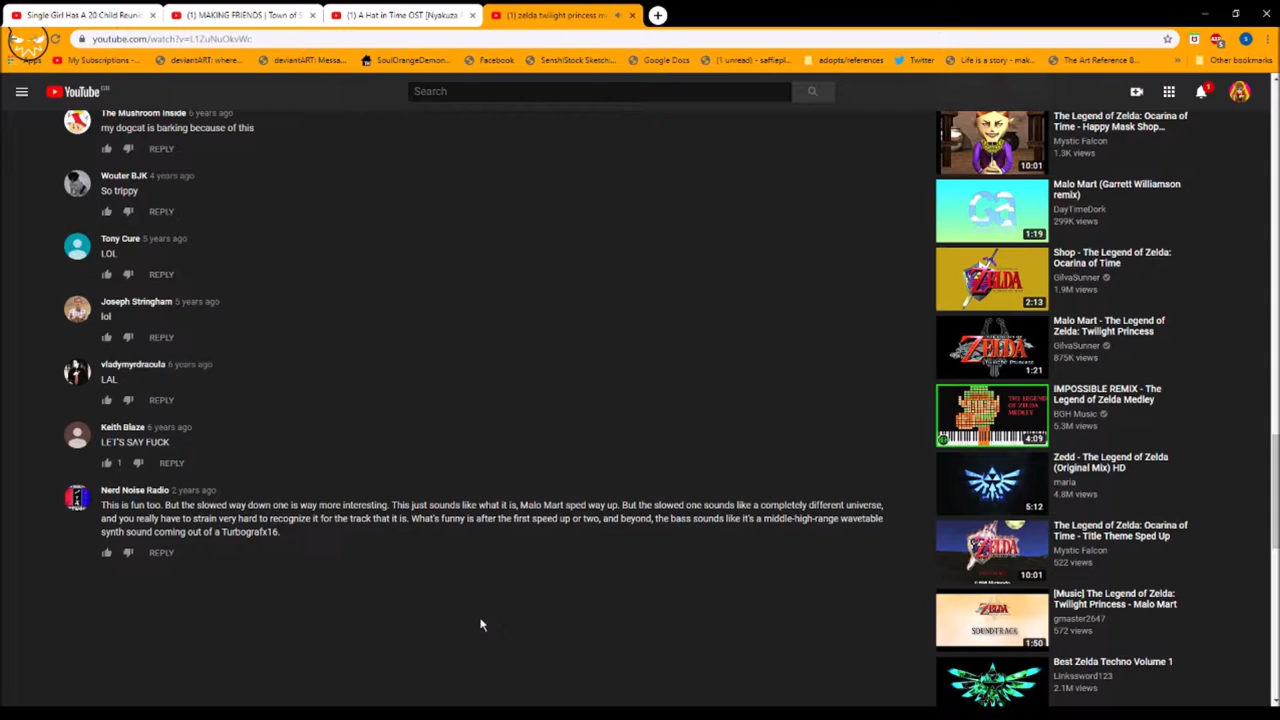 Single Girl Has A 20 Child Reuni
(1) MAKING FRIENDS | Town of S
(1) A Hat in Time OST [Nyakuza
(1) zelda twilight princess m
Apps
My Subscriptions -...
deviantART: where...
deviantART: Messa...
SoulOrangeDemon...
Facebook
SenshiStock Sketch:...
Google Docs
(1 unread) - saffiepl...
adopts/references
Twitter
Life is a story - mak...
The Art Reference B...
Other bookmarks
YouTube GB
Search
1
The Mushroom Inside 6 years ago
my dogcat is barking because of this
REPLY
Wouter BJK 4 years ago
So trippy
REPLY
Tony Cure 5 years ago
LOL
REPLY
Joseph Stringham 5 years ago
lol
REPLY
vladymyrdracula 6 years ago
LAL
REPLY
Keith Blaze 6 years ago
LET'S SAY FUCK
1 REPLY
Nerd Noise Radio 2 years ago
This is fun too. But the slowed way down one is way more interesting. This just sounds like what it is, Malo Mart sped way up. But the slowed one sounds like a completely different universe,
and you really have to strain very hard to recognize it for the track that it is. What's funny is after the first speed up or two, and beyond, the bass sounds like it's a middle-high-range wavetable
synth sound coming out of a Turbografx16.
REPLY
The Legend of Zelda: Ocarina of
Time - Happy Mask Shop...
Mystic Falcon
1.3K views
10:01
Malo Mart (Garrett Williamson
remix)
DayTimeDork
299K views
1:19
Shop - The Legend of Zelda:
Ocarina of Time
GilvaSunner
1.9M views
ZELDA
2:13
Malo Mart - The Legend of
Zelda: Twilight Princess
GilvaSunner
875K views
ZELDA
1:21
IMPOSSIBLE REMIX - The
Legend of Zelda Medley
BGH Music
5.3M views
THE LEGEND
OF ZELDA
MEDLEY
4:09
Zedd - The Legend of Zelda
(Original Mix) HD
maria
4.8M views
5:12
The Legend of Zelda: Ocarina of
Time - Title Theme Sped Up
Mystic Falcon
522 views
ZELDA
10:01
[Music] The Legend of Zelda:
Twilight Princess - Malo Mart
gmaster2647
572 views
ZELDA
SOUNDTRACK
1:50
Best Zelda Techno Volume 1
Linkssword123
2.1M views